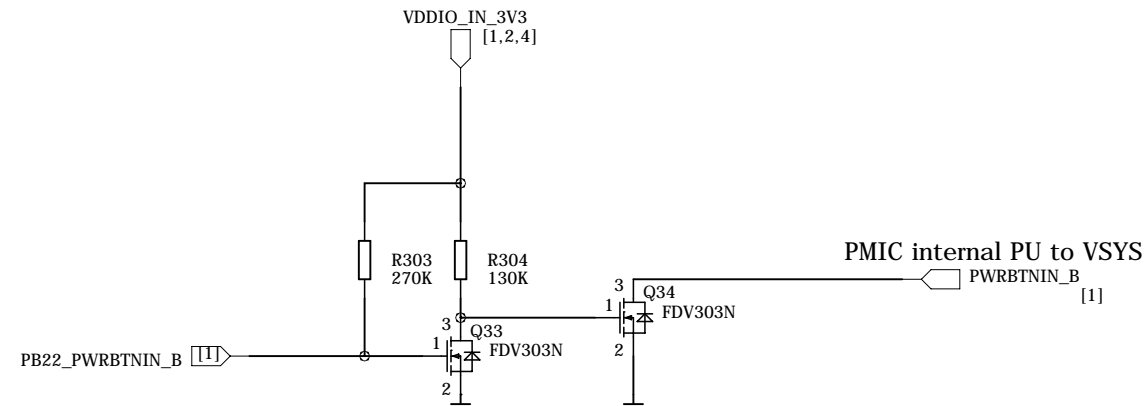 VDDIO_IN_3V3
[1,2,4]
R303
270K
R304
130K
PMIC internal PU to VSYS
PWRBTNIN_B
[1]
3
Q34
1
FDV303N
2
3
Q33
1
FDV303N
2
PB22_PWRBTNIN_B
[1]